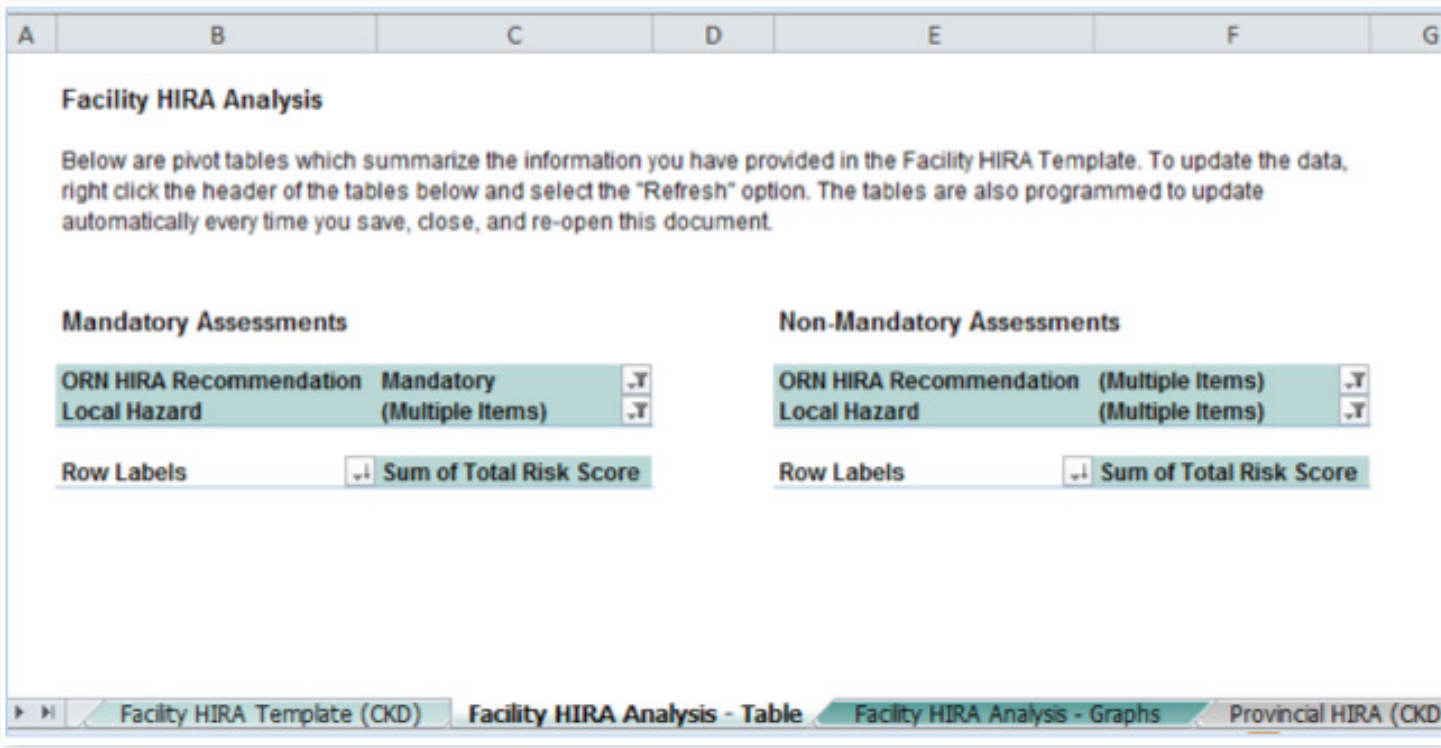 A B C D E F G
Facility HIRA Analysis
Below are pivot tables which summarize the information you have provided in the Facility HIRA Template. To update the data,
right click the header of the tables below and select the "Refresh" option. The tables are also programmed to update
automatically every time you save, close, and re-open this document.
Mandatory Assessments Non-Mandatory Assessments
ORN HIRA Recommendation Mandatory ORN HIRA Recommendation (Multiple Items)
Local Hazard (Multiple Items) Local Hazard (Multiple Items)
Row Labels Sum of Total Risk Score Row Labels Sum of Total Risk Score
Facility HIRA Template (CKD) Facility HIRA Analysis - Table Facility HIRA Analysis - Graphs Provincial HIRA (CKD